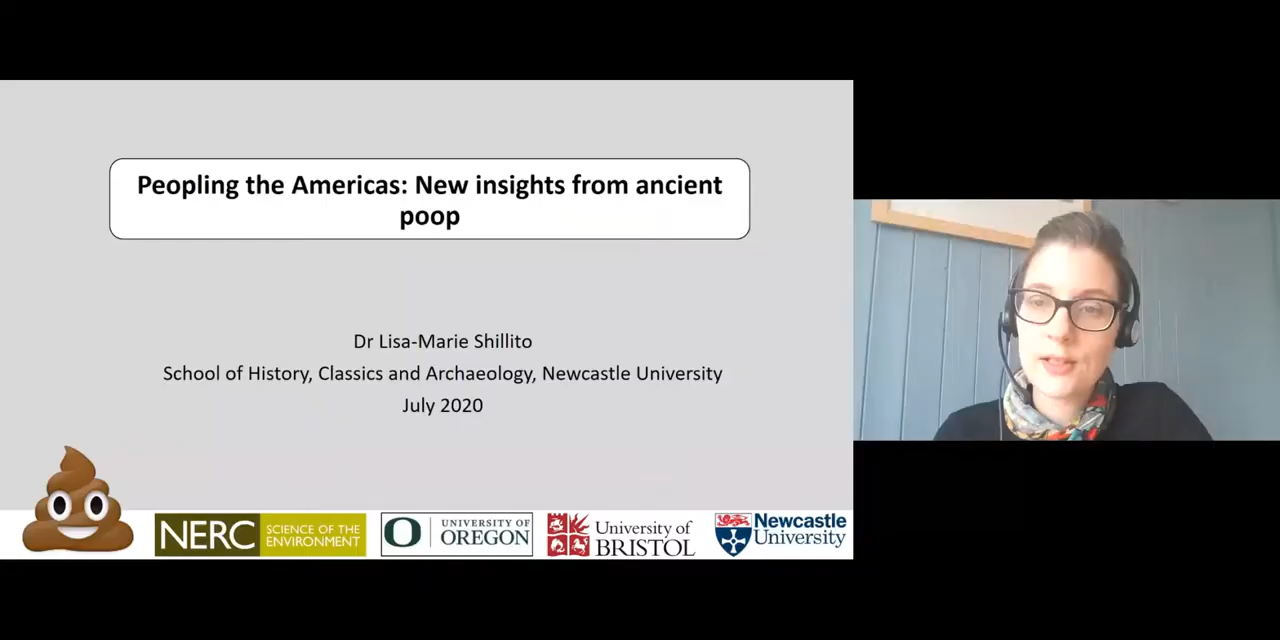 Peopling the Americas: New insights from ancient
poop
Dr Lisa-Marie Shillito
School of History, Classics and Archaeology, Newcastle University
July 2020
NERC SCIENCE OF THE
ENVIRONMENT
UNIVERSITY OF
OREGON
University of
BRISTOL
Newcastle
University